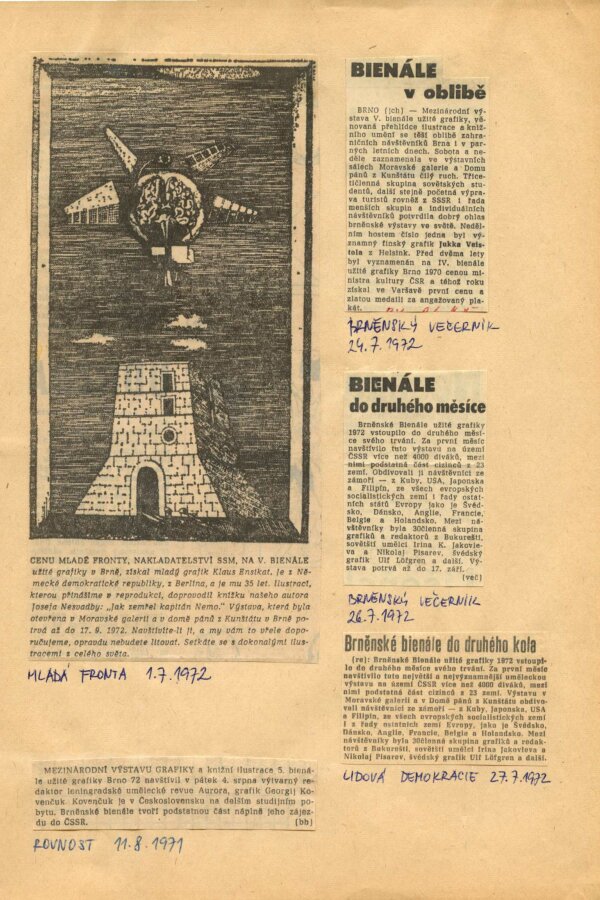 CENU MLADÉ FRONTY, NAKLADATELSTVÍ SSM, NA V. BIENÁLE
užité grafiky v Brně, získal mladý grafik Klaus Ensikat. Je z Ně-
mecké demokratické republiky, z Berlína, a je mu 35 let. Ilustraci,
kterou přinášíme v reprodukci, doprovodil knížku našeho autora
Josefa Nesvadby: „Jak zemřel kapitán Nemo." Výstava, která byla
otevřena v Moravské galerii a v domě pánů z Kunštátu v Brně potr-
vá až do 17. 9. 1972. Navštívíte-li ji, a my vám to vřele dopo-
ručujeme, opravdu nebudete litovat. Setkáte se s dokonalými ilus-
tracemi z celého světa.
MLADÁ FRONTA 1.7.1972
MEZINÁRODNÍ VÝSTAVU GRAFIKY a knižní ilustrace 5. bienά-
le užité grafiky Brno 72 navštívil v pátek 4. srpna výtvarný re-
daktor leningradské umělecké revue Aurora, grafik Georgij Ko-
venčuk. Kovenčuk je v Československu na delším studijním po-
bytu. Brněnské bienále tvoří podstatnou část náplně jeho zájez-
du do ČSSR. (bb)
ROVNOST 11.8.1971
BIENÁLE
v oblibě
BRNO (jch) — Mezinárodní vý-
stava V. bienále užité grafiky, vě-
novaná přehlídce ilustrace a kniž-
ního umění se těší oblibě zahra-
ničních návštěvníků Brna i v par-
ných letních dnech. Sobota a ne-
děle zaznamenala ve výstavních
sálech Moravské galerie a Domu
pánů z Kunštátu čilý ruch. Třice-
tičlenná skupina sovětských stu-
dentů, další stejně početná výpra-
va turistů rovněž z SSSR i řada
menších skupin a individuálních
návštěvníků potvrdila dobrý ohlas
brněnské výstavy ve světě. Neděl-
ním hostem číslo jedna byl vý-
znamný finský grafik Jukka Veis-
tola z Helsink. Před dvěma lety
byl vyznamenán na IV. bienále
užité grafiky Brno 1970 cenou mi-
nistra kultury ČSR a téhož roku
získal ve Varšavě první cenu a
zlatou medaili za angažovaný pla-
kát.
BRNĚNSKÝ VEČERNÍK
24.7.1972
BIENÁLE
do druhého měsíce
Brněnské Bienále užité grafiky
1972 vstoupilo do druhého měsí-
ce svého trvání. Za první měsíc
navštívilo tuto výstavu na území
ČSSR více než 4000 diváků, mezi
nimi podstatná část cizinců z 23
zemí. Obdivovali ji návštěvníci ze
zámoří — z Kuby, USA, Japonska
a Filipín, ze všech evropských
socialistických zemí i řady ostat-
ních států Evropy jako je Švéd-
sko, Dánsko, Anglie, Francie,
Belgie a Holandsko. Mezi ná-
vštěvníky byla 30členná skupina
grafiků a redaktorů z Bukurešti,
sovětští umělci Irina K. Jakovle-
va a Nikolaj Pisarev, švédský
grafik Ulf Löfgren a další. Vý-
stava potrvá až do 17. září.
(več)
BRNĚNSKÝ VEČERNÍK
26.7.1972
Brněnské bienále do druhého kola
(re): Brněnské Bienále užité grafiky 1972 vstoupi-
lo do druhého měsíce svého trvání. Za první měsíc
navštívilo tuto největší a nejvýznamnější uměleckou
výstavu na území ČSSR více než 4000 diváků, mezi
nimi podstatná část cizinců z 23 zemí. Výstavu v
Moravské galerii a v Domě pánů z Kunštátu obdivo-
vali návštěvníci ze zámoří — z Kuby, Japonska, USA
a Filipín, ze všech evropských socialistických zemí
i z řady ostatních zemí Evropy, jako je Švédsko,
Dánsko, Anglie, Francie, Belgie a Holandsko. Mezi
návštěvníky byla 30členná skupina grafiků a redak-
torů z Bukurešti, sovětští umělci Irina Jakovleva a
Nikolaj Pisarev, švédský grafik Ulf Löfgren a další.
LIDOVÁ DEMOKRACIE 27.7.1972